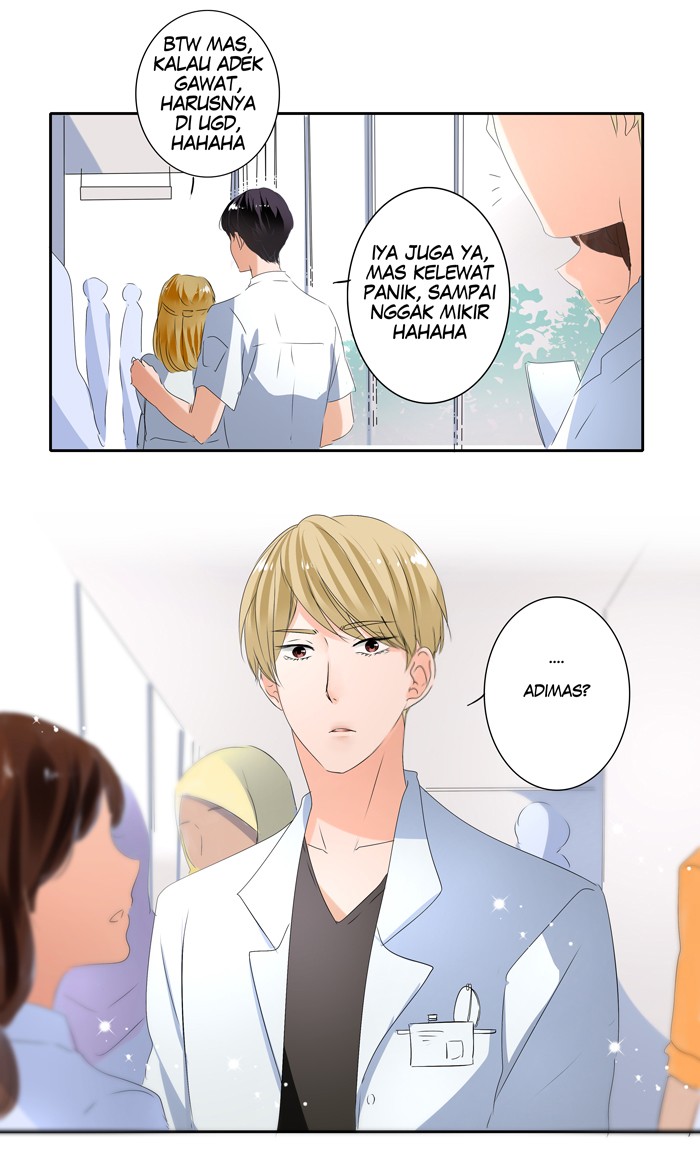 BTW MAS,
KALAU ADEK
GAWAT,
HARUSNYA
DI UGD,
HAHAHA
IYA JUGA YA,
MAS KELEWAT
PANIK, SAMPAI
NGGAK MIKIR
HAHAHA
....
ADIMAS?